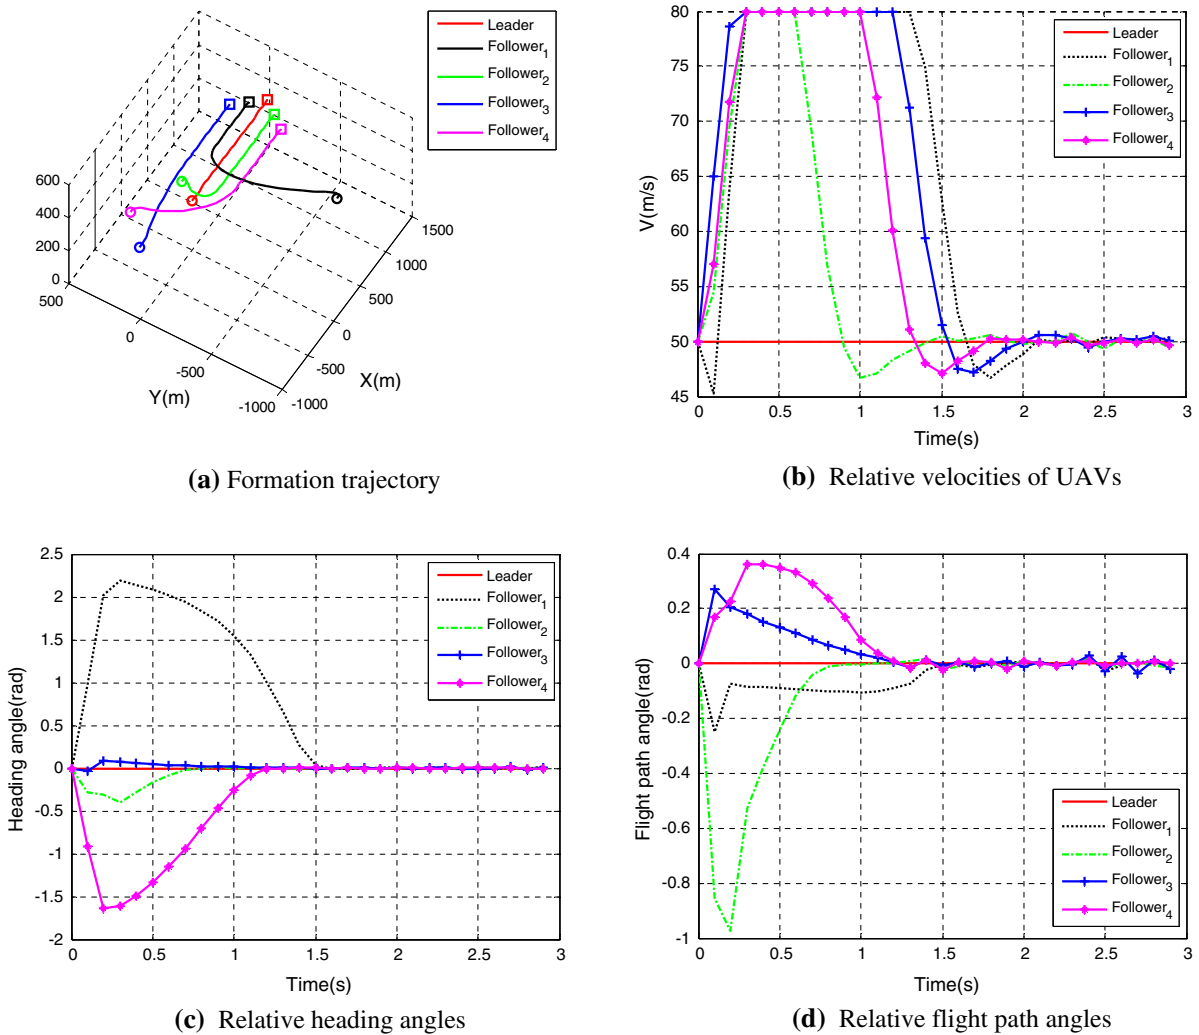 Leader
Follower1
Follower2
Follower3
Follower4
600
400
200
0
500
0
-500
-1000
Y(m)
-1000
-500
0
500
1000
1500
X(m)
(a) Formation trajectory
80
75
70
65
60
55
50
45
V(m/s)
0 0.5 1 1.5 2 2.5 3
Time(s)
Leader
Follower1
Follower2
Follower3
Follower4
(b) Relative velocities of UAVs
2.5
2
1.5
1
0.5
0
-0.5
-1
-1.5
-2
Heading angle(rad)
0 0.5 1 1.5 2 2.5 3
Time(s)
Leader
Follower1
Follower2
Follower3
Follower4
(c) Relative heading angles
0.4
0.2
0
-0.2
-0.4
-0.6
-0.8
-1
Flight path angle(rad)
0 0.5 1 1.5 2 2.5 3
Time(s)
Leader
Follower1
Follower2
Follower3
Follower4
(d) Relative flight path angles